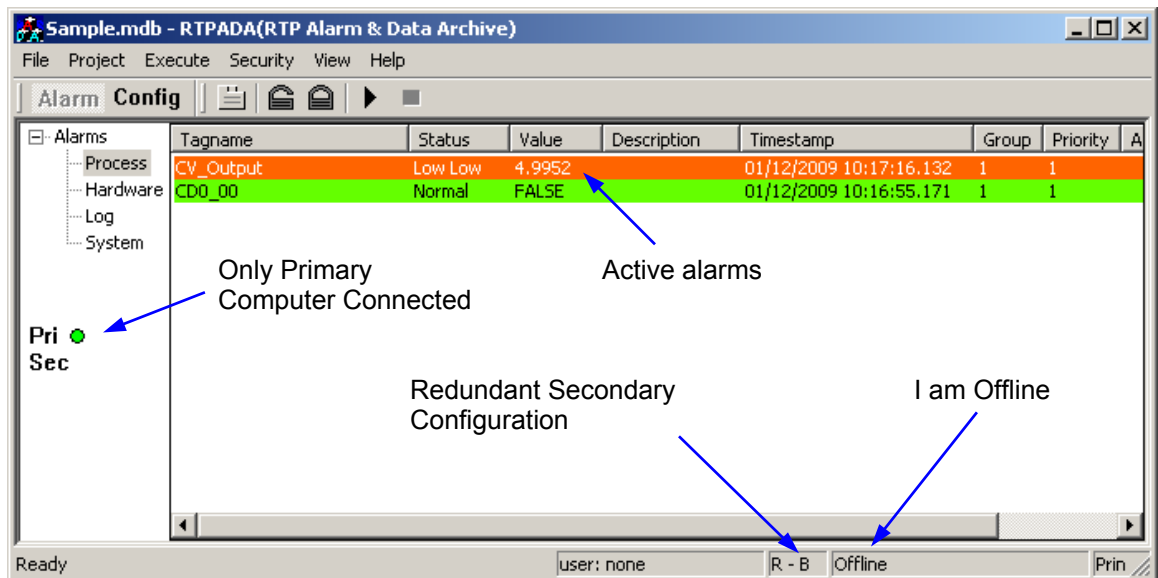 Sample.mdb - RTPADA(RTP Alarm & Data Archive)
File Project Execute Security View Help
Alarm Config
Alarms
Process
Hardware
Log
System
Tagname Status Value Description Timestamp Group Priority A
CV_Output Low Low 4.9952 01/12/2009 10:17:16.132 1 1
CD0_00 Normal FALSE 01/12/2009 10:16:55.171 1 1
Only Primary
Computer Connected
Active alarms
Pri
Sec
Redundant Secondary
Configuration
I am Offline
Ready user: none R - B Offline Prin